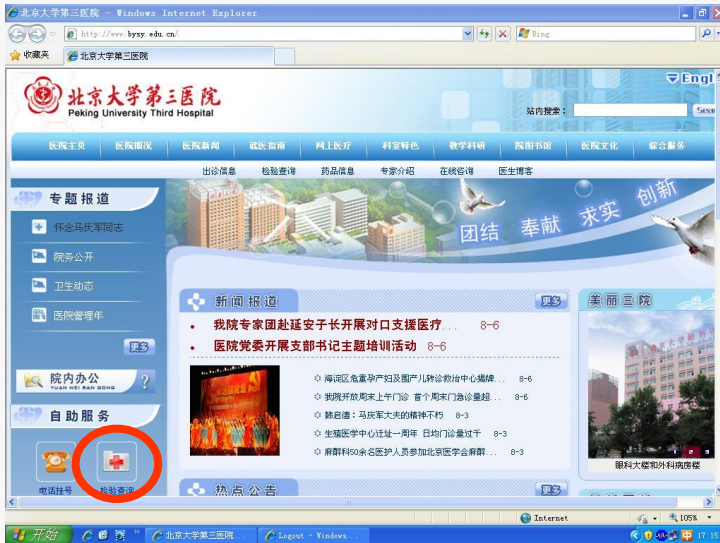 北京大学第三医院 - Windows Internet Explorer
http://www.bysy.edu.cn/
Bing
收藏夹
北京大学第三医院
北京大学第三医院
Peking University Third Hospital
Engl
站内搜索：
医院主页 医院概况 医院新闻 就医指南 网上医疗 科室特色 教学科研 院图书馆 医院文化 综合服务
出诊信息 检验查询 药品信息 专家介绍 在线咨询 医生博客
专题报道
怀念马庆军同志
院务公开
卫生动态
医院管理年
更多
院内办公
YUAN NEI BAN GONG
自助服务
电话挂号 检验查询
团结 奉献 求实 创新
新闻报道 更多
我院专家团赴延安子长开展对口支援医疗... 8-6
医院党委开展支部书记主题培训活动 8-6
海淀区危重孕产妇及围产儿转诊救治中心揭牌... 8-6
我院开放周末上午门诊 首个周末门诊量超... 8-6
韩启德：马庆军大夫的精神不朽 8-3
生殖医学中心迁址一周年 日均门诊量过千 8-3
麻醉科50余名医护人员参加北京医学会麻醉... 8-3
热点公告 更多
美丽三院
1 2 3
眼科大楼和外科病房楼
Internet
105%
开始
北京大学第三医院...
Logout - Windows...
17:15